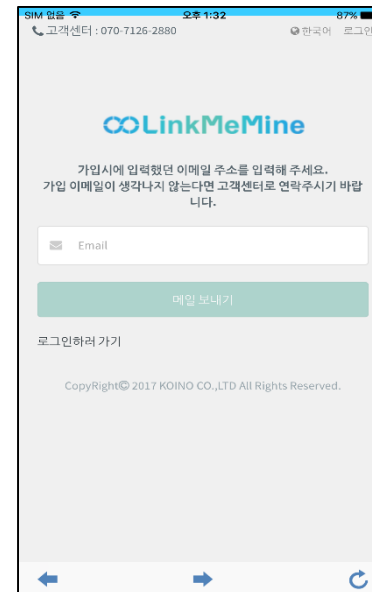 SIM 없음 오후 1:32 87%
고객센터 : 070-7126-2880 한국어 로그인
LinkMeMine
가입시에 입력했던 이메일 주소를 입력해 주세요.
가입 이메일이 생각나지 않는다면 고객센터로 연락주시기 바랍
니다.
Email
메일 보내기
로그인하러 가기
CopyRight© 2017 KOINO CO.,LTD All Rights Reserved.